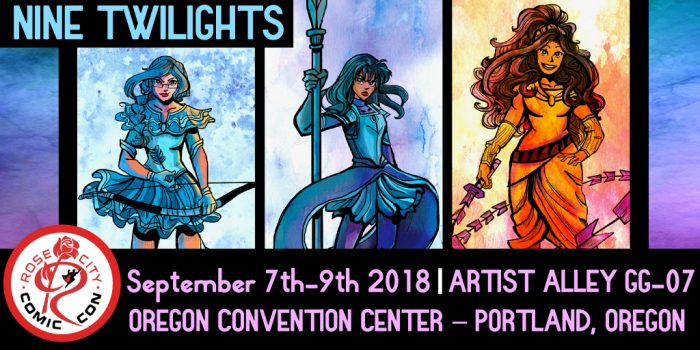 NINE TWILIGHTS
ROSE CITY
COMIC CON
September 7th-9th 2018 | ARTIST ALLEY GG-07
OREGON CONVENTION CENTER – PORTLAND, OREGON